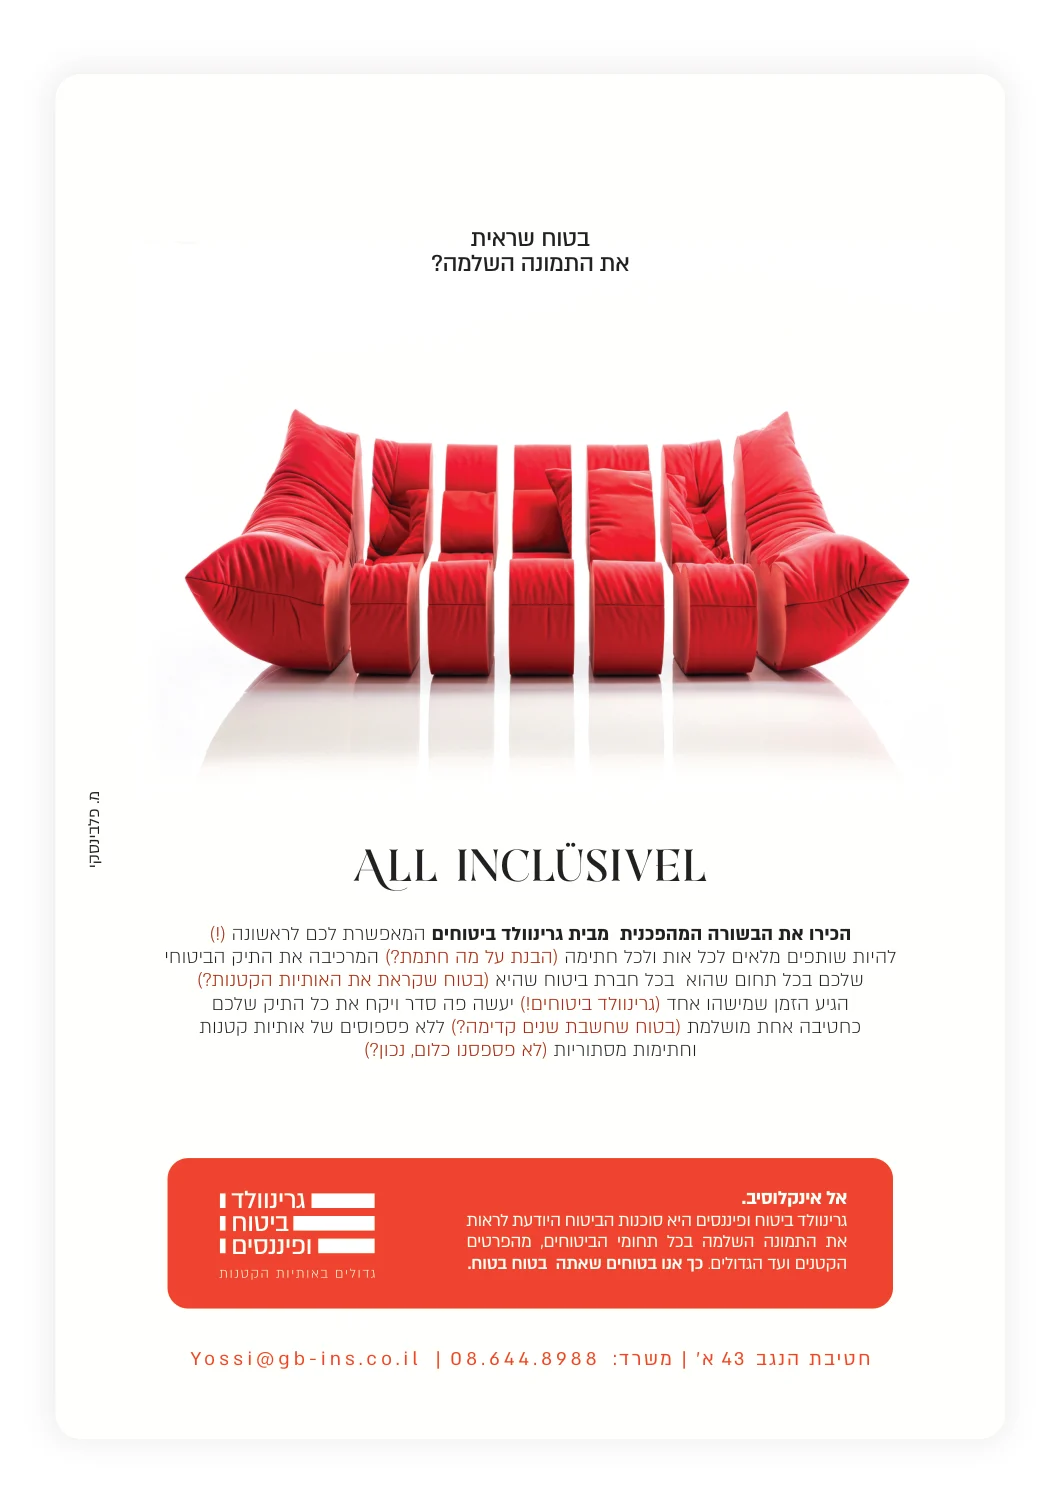 בטוח שראית
את התמונה השלמה?
מ. פלבינסקי
ALL INCLÜSIVEL
הכירו את הבשורה המהפכנית מבית גרינוולד ביטוחים המאפשרת לכם לראשונה (!)
להיות שותפים מלאים לכל אות ולכל חתימה (הבנת על מה חתמת?) המרכיבה את התיק הביטוחי
שלכם בכל תחום שהוא בכל חברת ביטוח שהיא (בטוח שקראת את האותיות הקטנות?)
הגיע הזמן שמישהו אחד (גרינוולד ביטוחים!) יעשה פה סדר ויקח את כל התיק שלכם
כחטיבה אחת מושלמת (בטוח שחשבת שנים קדימה?) ללא פספוסים של אותיות קטנות
וחתימות מסתוריות (לא פספסנו כלום, נכון?)
אל אינקלוסיב.
גרינוולד ביטוח ופיננסים היא סוכנות הביטוח היודעת לראות
את התמונה השלמה בכל תחומי הביטוחים, מהפרטים
הקטנים ועד הגדולים. כך אנו בטוחים שאתה בטוח בטוח.
גרינוולד
ביטוח
ופיננסים
גדולים באותיות הקטנות
חטיבת הנגב 43 א' | משרד: 08.644.8988 | Yossi@gb-ins.co.il